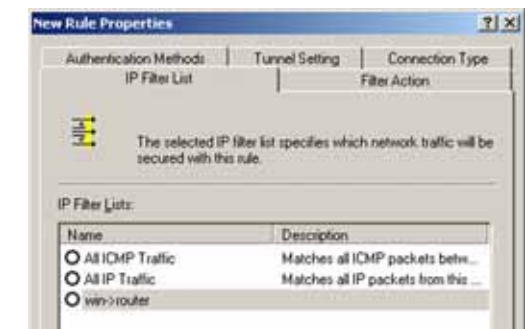 New Rule Properties
Authentication Methods Tunnel Setting Connection Type
IP Filter List Filter Action
The selected IP filter list specifies which network traffic will be
secured with this rule.
IP Filter Lists:
Name Description
All ICMP Traffic Matches all ICMP packets betw...
All IP Traffic Matches all IP packets from this ...
win->router